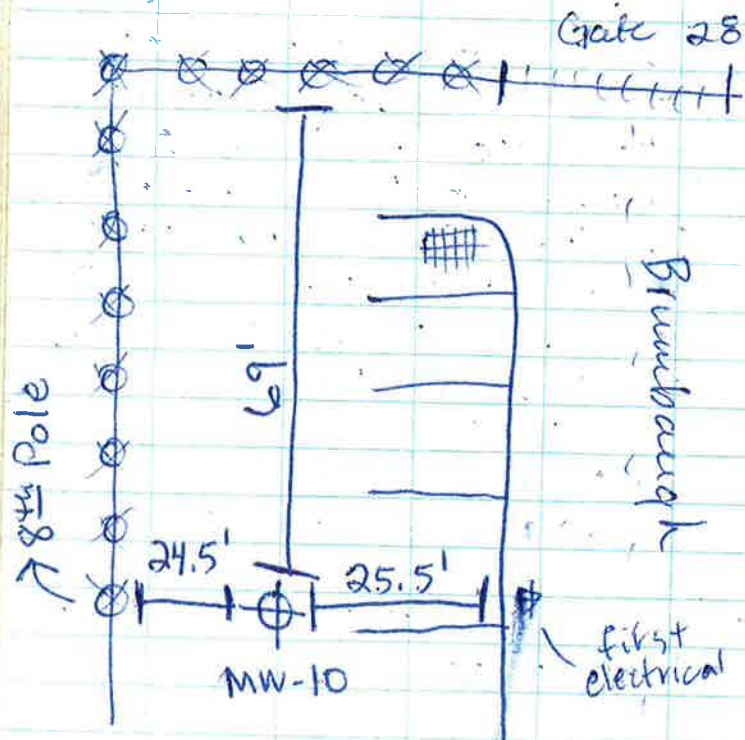 Gate 28
Brumbaugh
69'
8th Pole
24.5'
25.5'
MW-10
first
electrical